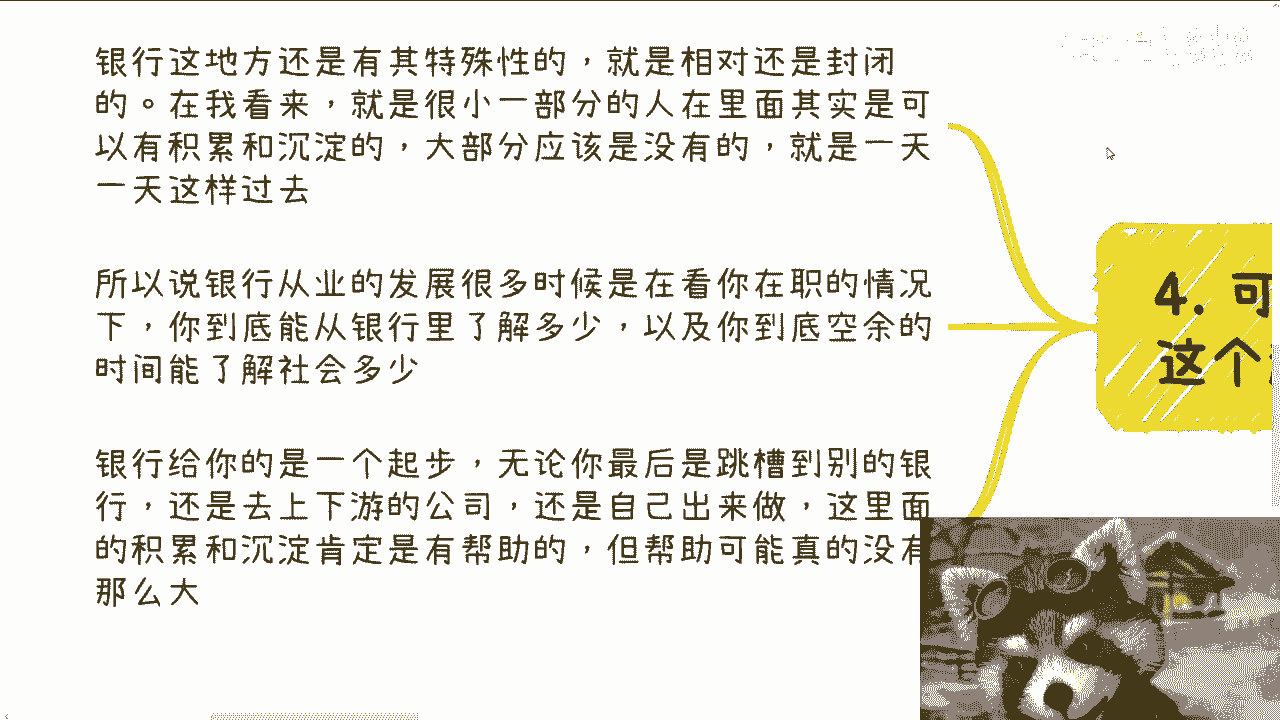 银行这地方还是有其特殊性的，就是相对还是封闭
的。在我看来，就是很小一部分的人在里面其实是可
以有积累和沉淀的，大部分应该是没有的，就是一天
一天这样过去
所以说银行从业的发展很多时候是在看你在职的情况
下，你到底能从银行里了解多少，以及你到底空余的
时间能了解社会多少
银行给你的是一个起步，无论你最后是跳槽到别的银
行，还是去上下游的公司，还是自己出来做，这里面
的积累和沉淀肯定是有帮助的，但帮助可能真的没有
那么大
4. 可
这个